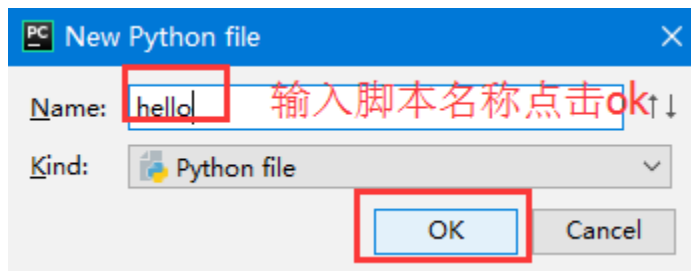 PC New Python file
Name: hello 输入脚本名称点击ok
Kind: Python file
OK Cancel